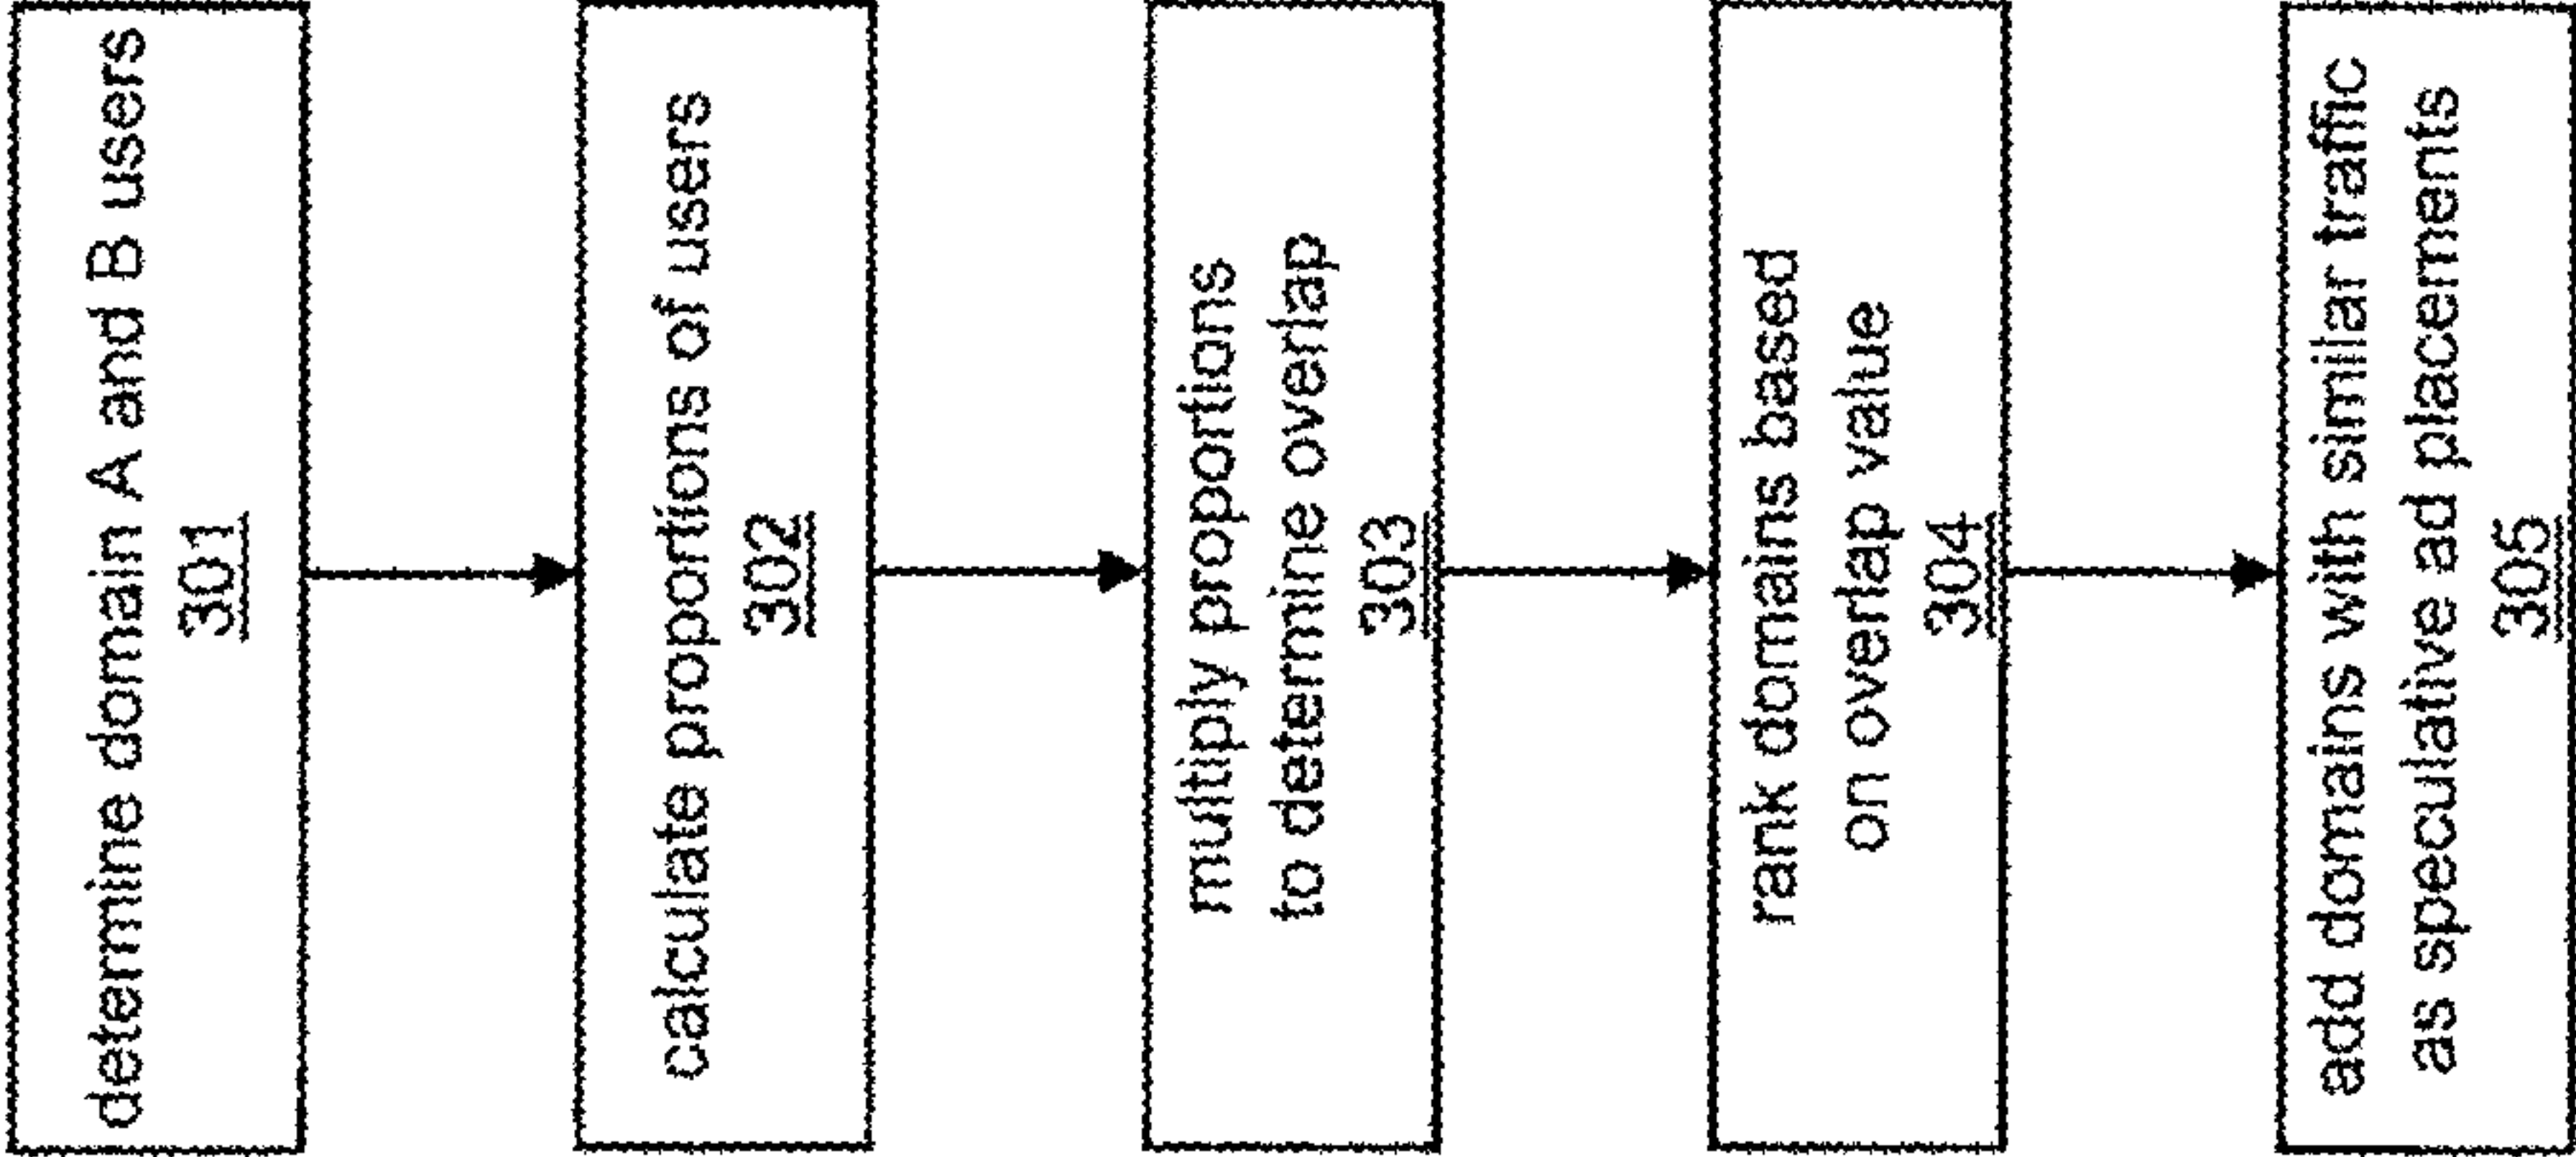 determine domain A and B users
301
calculate proportions of users
302
multiply proportions
to determine overlap
303
rank domains based
on overlap value
304
add domains with similar traffic
as speculative ad placements
305